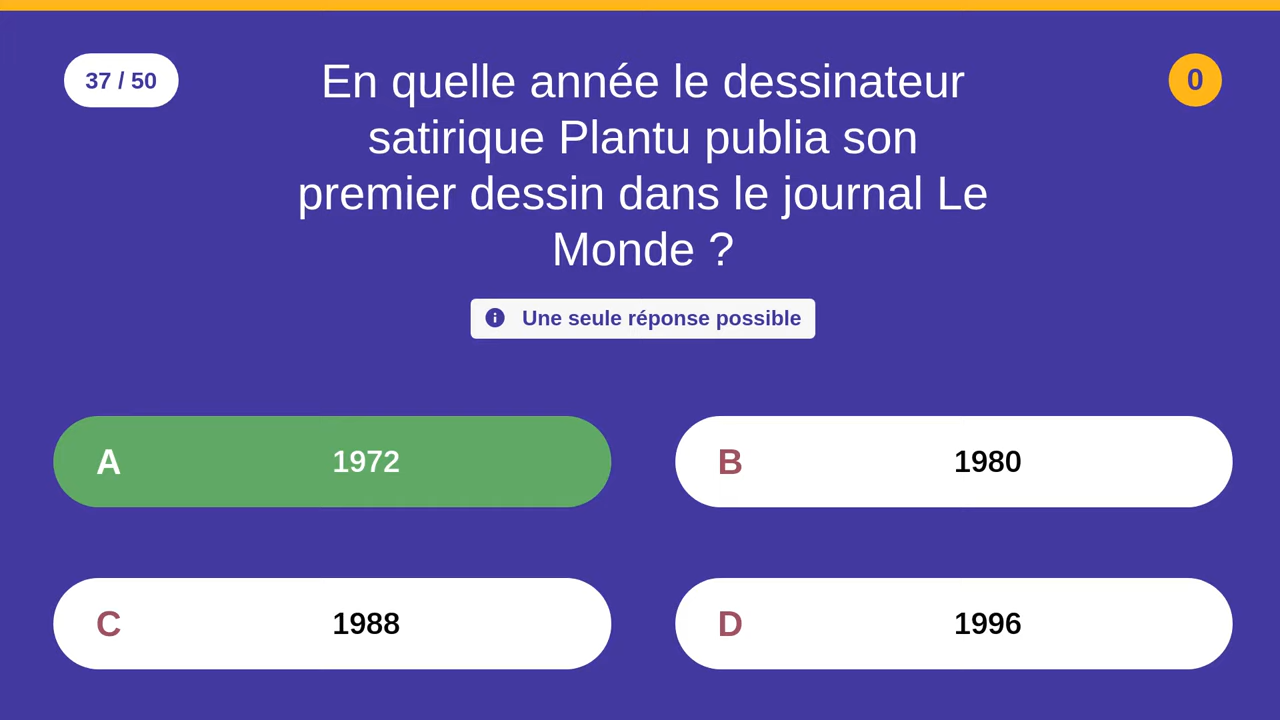 37 / 50
En quelle année le dessinateur
satirique Plantu publia son
premier dessin dans le journal Le
Monde ?
0
Une seule réponse possible
A 1972
B 1980
C 1988
D 1996